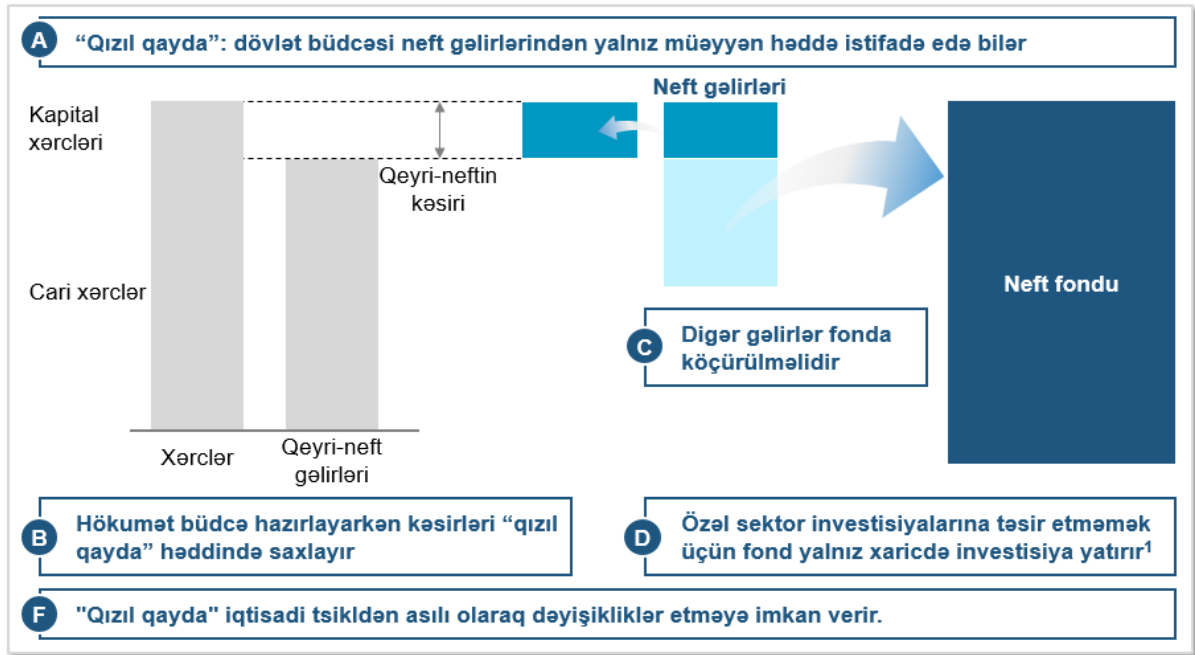 A
“Qızıl qayda”: dövlət büdcəsi neft gəlirlərindən yalnız müəyyən həddə istifadə edə bilər
Neft gəlirləri
Kapital
xərcləri
Qeyri-neftin
kəsiri
Cari xərclər
Neft fondu
C
Digər gəlirlər fonda
köçürülməlidir
Xərclər
Qeyri-neft
gəlirləri
B
Hökumət büdcə hazırlayarkən kəsirləri “qızıl
qayda” həddində saxlayır
D
Özəl sektor investisiyalarına təsir etməmək
üçün fond yalnız xaricdə investisiya yatırır¹
F
"Qızıl qayda" iqtisadi tsikldən asılı olaraq dəyişikliklər etməyə imkan verir.